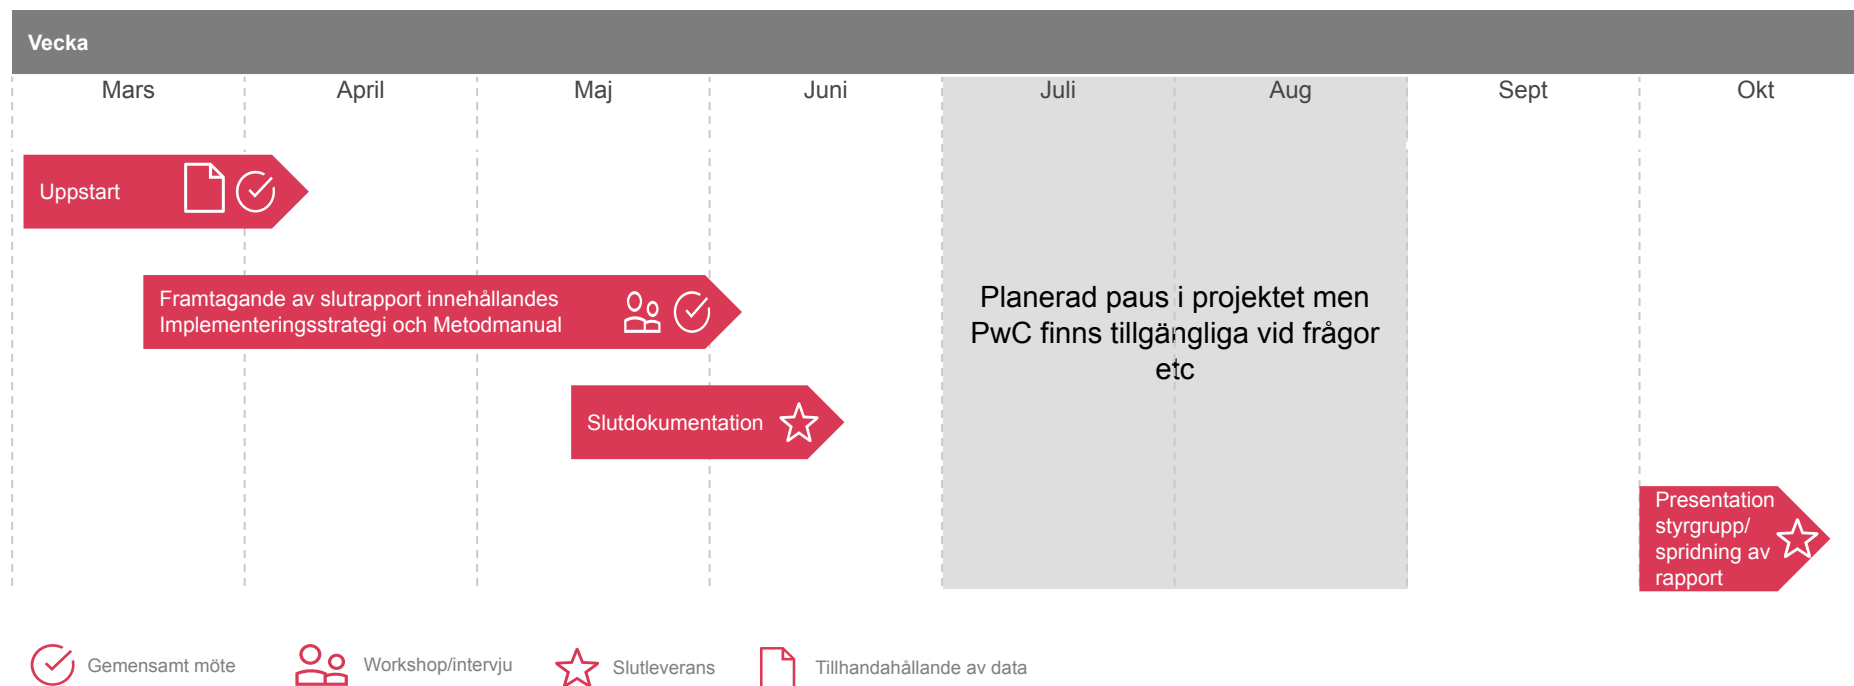 Vecka
Mars
April
Maj
Juni
Juli
Aug
Sept
Okt
Uppstart
Framtagande av slutrapport innehållandes
Implementeringsstrategi och Metodmanual
Planerad paus i projektet men
PwC finns tillgängliga vid frågor
etc
Slutdokumentation
Presentation
styrgrupp/
spridning av
rapport
Gemensamt möte
Workshop/intervju
Slutleverans
Tillhandahållande av data